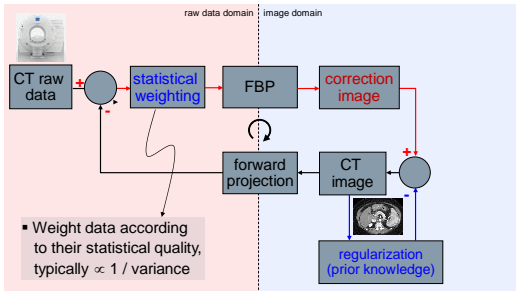 raw data domain
image domain
CT raw
data
+
-
statistical
weighting
FBP
correction
image
+
-
forward
projection
CT
image
regularization
(prior knowledge)
▪ Weight data according
to their statistical quality,
typically ∝ 1 / variance